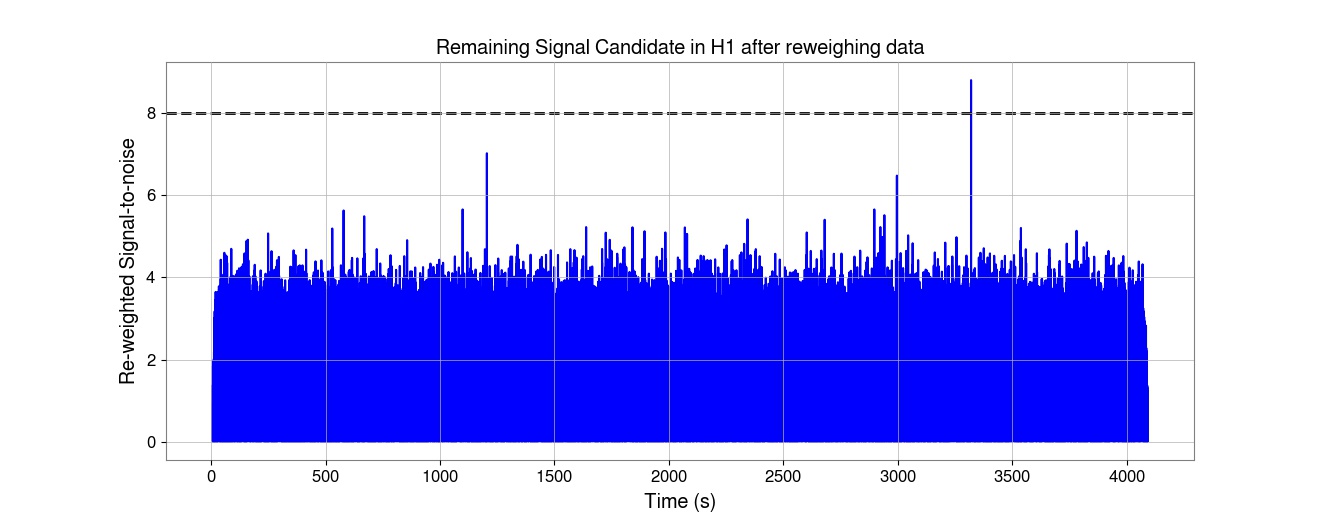 Remaining Signal Candidate in H1 after reweighing data
Re-weighted Signal-to-noise
8
6
4
2
0
0 500 1000 1500 2000 2500 3000 3500 4000
Time (s)